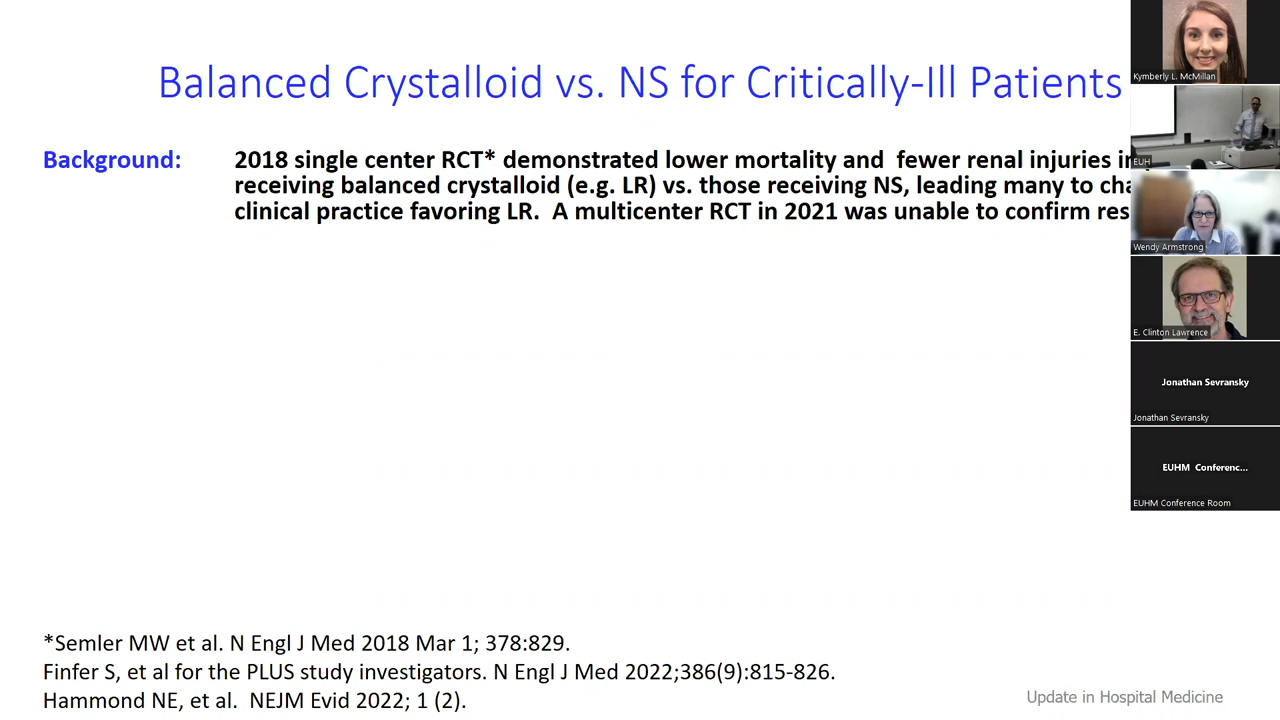 Balanced Crystalloid vs. NS for Critically-Ill Patients
Background: 2018 single center RCT* demonstrated lower mortality and fewer renal injuries in
receiving balanced crystalloid (e.g. LR) vs. those receiving NS, leading many to
clinical practice favoring LR. A multicenter RCT in 2021 was unable to confirm
*Semler MW et al. N Engl J Med 2018 Mar 1; 378:829.
Finfer S, et al for the PLUS study investigators. N Engl J Med 2022;386(9):815-826.
Hammond NE, et al. NEJM Evid 2022; 1 (2).
Update in Hospital Medicine
Kymberly L. McMillan
EUH
Wendy Armstrong
E. Clinton Lawrence
Jonathan Sevransky
Jonathan Sevransky
EUHM Conferenc...
EUHM Conference Room